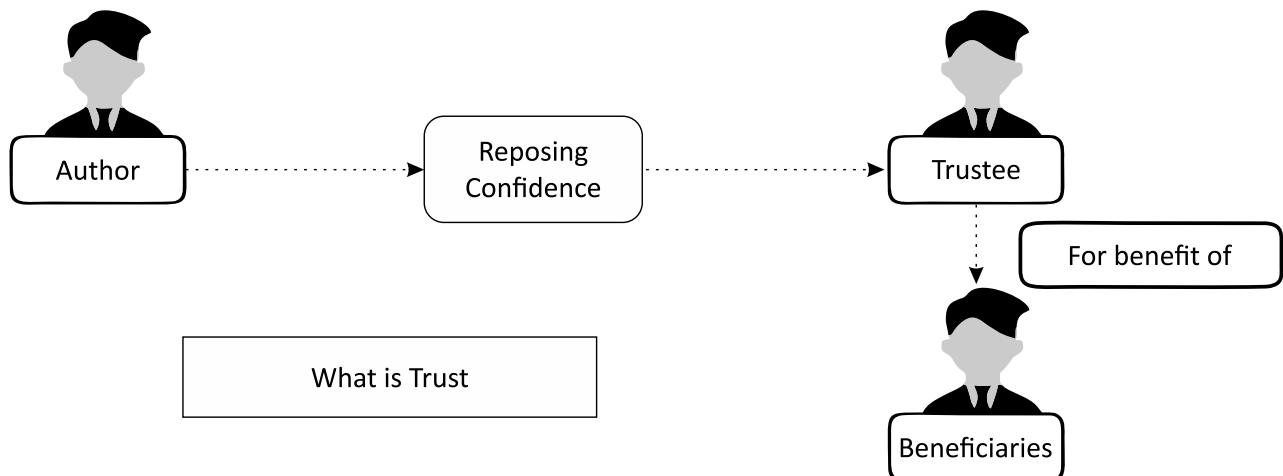 Author
Reposing
Confidence
Trustee
For benefit of
What is Trust
Beneficiaries